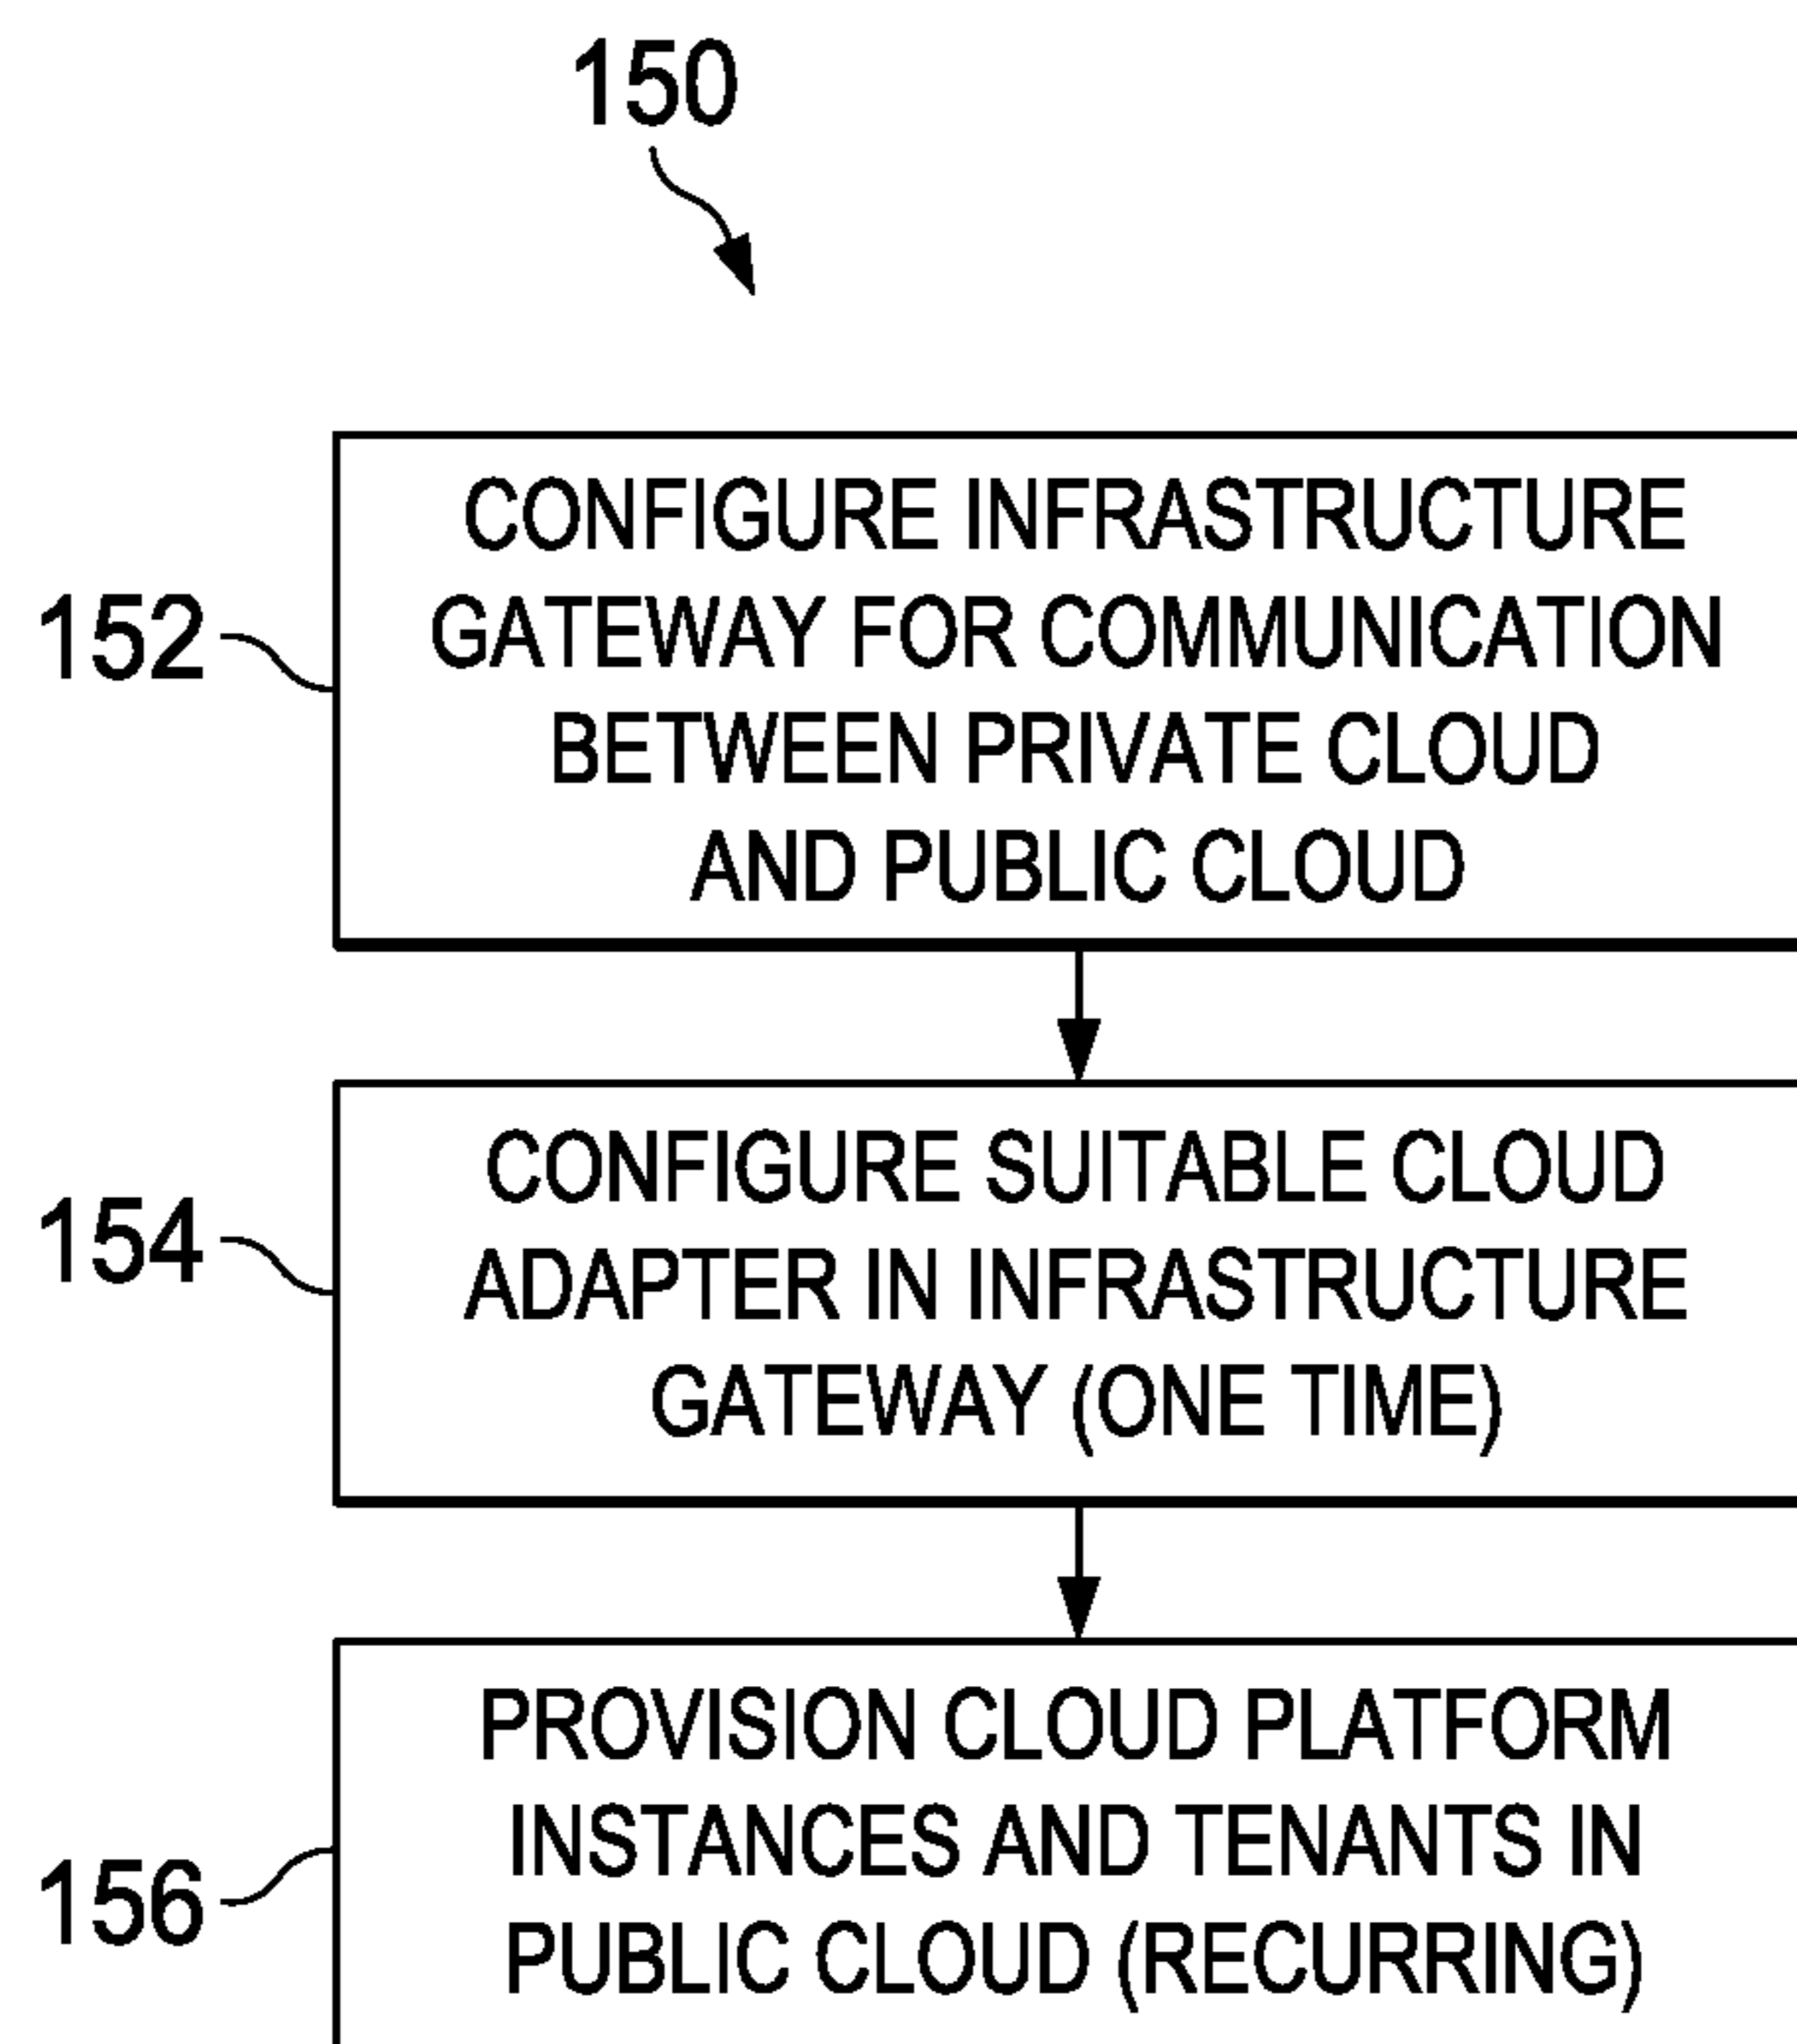 150
152
CONFIGURE INFRASTRUCTURE
GATEWAY FOR COMMUNICATION
BETWEEN PRIVATE CLOUD
AND PUBLIC CLOUD
154
CONFIGURE SUITABLE CLOUD
ADAPTER IN INFRASTRUCTURE
GATEWAY (ONE TIME)
156
PROVISION CLOUD PLATFORM
INSTANCES AND TENANTS IN
PUBLIC CLOUD (RECURRING)